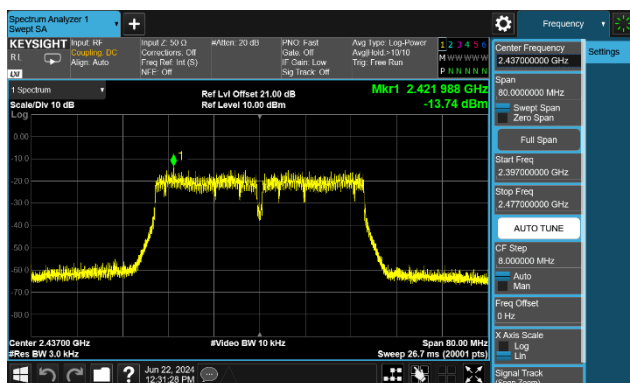 Spectrum Analyzer 1
Swept SA
Frequency
KEYSIGHT
Input: RF
Coupling: DC
Align: Auto
RL
LXI
Input Z: 50 Ω
Corrections: Off
Freq Ref: Int (S)
NFE: Off
#Atten: 20 dB
PNO: Fast
Gate: Off
IF Gain: Low
Sig Track: Off
Avg Type: Log-Power
Avg|Hold:>10/10
Trig: Free Run
1 2 3 4 5 6
M W W W W W
P N N N N N
1 Spectrum
Scale/Div 10 dB
Log
Ref Lvl Offset 21.00 dB
Ref Level 10.00 dBm
Mkr1 2.421 988 GHz
-13.74 dBm
0.00
-10.0
-20.0
-30.0
-40.0
-50.0
-60.0
-70.0
-80.0
1
Center 2.43700 GHz
#Res BW 3.0 kHz
#Video BW 10 kHz
Span 80.00 MHz
Sweep 26.7 ms (20001 pts)
Jun 22, 2024
12:31:28 PM
Center Frequency
2.437000000 GHz
Settings
Span
80.0000000 MHz
Swept Span
Zero Span
Full Span
Start Freq
2.397000000 GHz
Stop Freq
2.477000000 GHz
AUTO TUNE
CF Step
8.000000 MHz
Auto
Man
Freq Offset
0 Hz
X Axis Scale
Log
Lin
Signal Track
(Span Zoom)